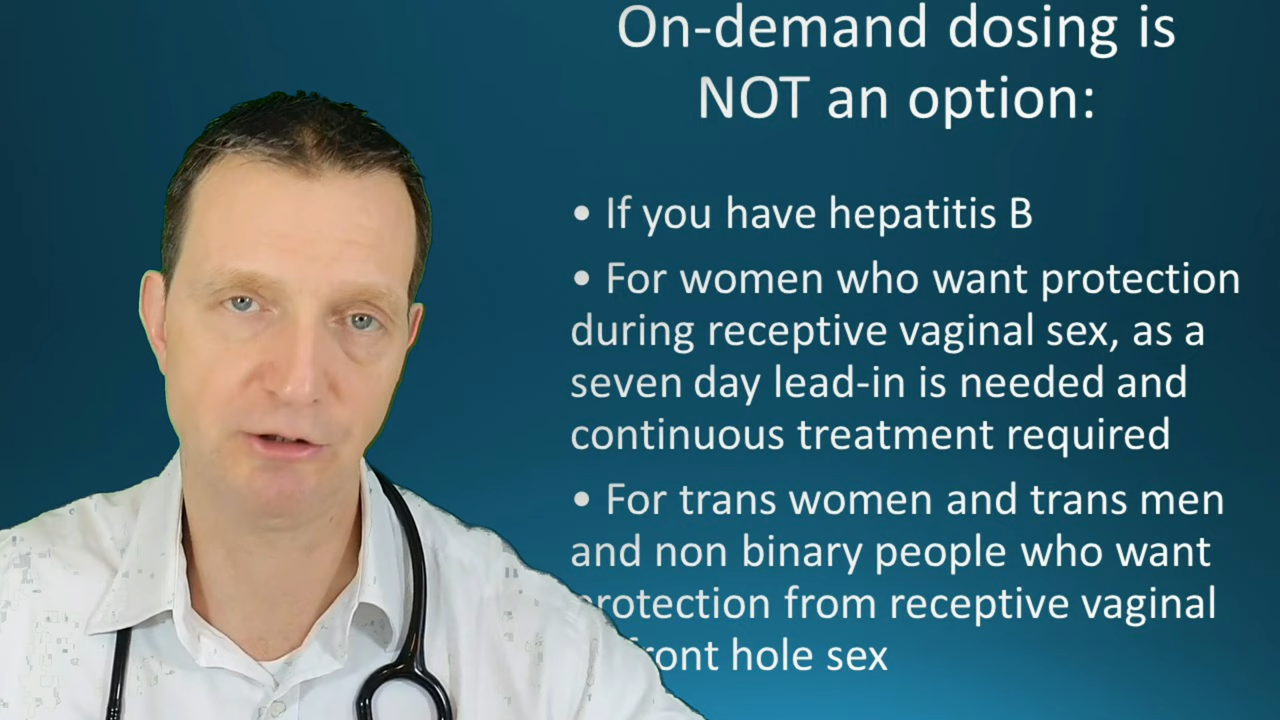 On-demand dosing is
NOT an option:
• If you have hepatitis B
• For women who want protection
during receptive vaginal sex, as a
seven day lead-in is needed and
continuous treatment required
• For trans women and trans men
and non binary people who want
protection from receptive vaginal
front hole sex